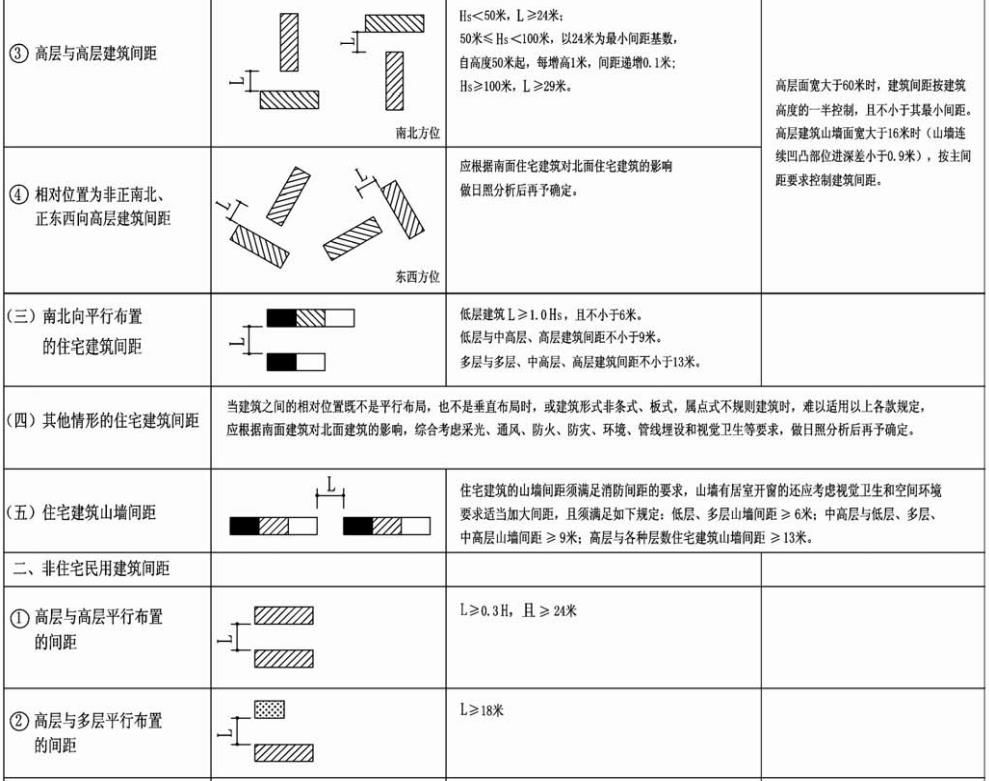 ③ 高层与高层建筑间距
L
L
南北方位
Hs＜50米，L≥24米；
50米≤Hs＜100米，以24米为最小间距基数，
自高度50米起，每增高1米，间距递增0.1米；
Hs≥100米，L≥29米。
高层面宽大于60米时，建筑间距按建筑
高度的一半控制，且不小于其最小间距。
高层建筑山墙面宽大于16米时（山墙连
续凹凸部位进深差小于0.9米），按主间
距要求控制建筑间距。
④ 相对位置为非正南北、
正东西向高层建筑间距
L
L
东西方位
应根据南面住宅建筑对北面住宅建筑的影响
做日照分析后再予确定。
（三）南北向平行布置
的住宅建筑间距
L
低层建筑L≥1.0Hs，且不小于6米。
低层与中高层、高层建筑间距不小于9米。
多层与多层、中高层、高层建筑间距不小于13米。
（四）其他情形的住宅建筑间距
当建筑之间的相对位置既不是平行布局，也不是垂直布局时，或建筑形式非条式、板式，属点式不规则建筑时，难以适用以上各款规定，
应根据南面建筑对北面建筑的影响，综合考虑采光、通风、防火、防灾、环境、管线埋设和视觉卫生等要求，做日照分析后再予确定。
（五）住宅建筑山墙间距
L
住宅建筑的山墙间距须满足消防间距的要求，山墙有居室开窗的还应考虑视觉卫生和空间环境
要求适当加大间距，且须满足如下规定：低层、多层山墙间距≥6米；中高层与低层、多层、
中高层山墙间距≥9米；高层与各种层数住宅建筑山墙间距≥13米。
二、非住宅民用建筑间距
① 高层与高层平行布置
的间距
L
L≥0.3H，且≥24米
② 高层与多层平行布置
的间距
L
L≥18米